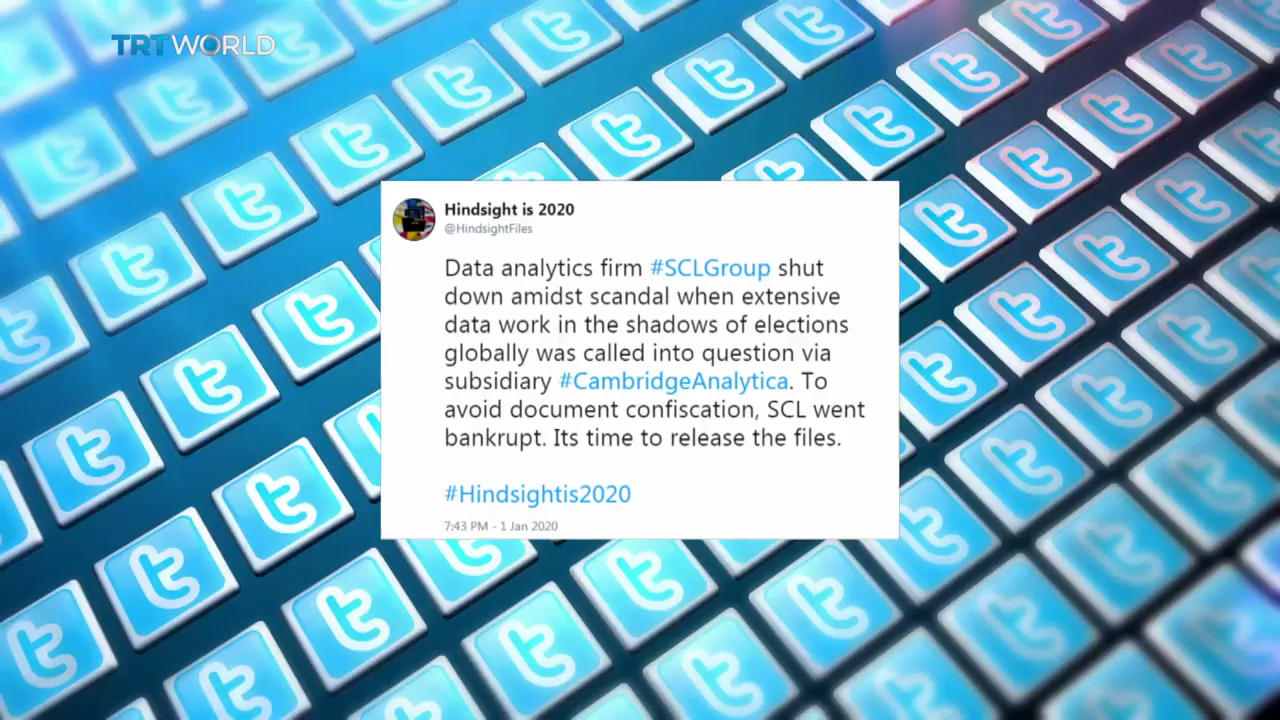 TRTWORLD
Hindsight is 2020
@HindsightFiles
Data analytics firm #SCLGroup shut
down amidst scandal when extensive
data work in the shadows of elections
globally was called into question via
subsidiary #CambridgeAnalytica. To
avoid document confiscation, SCL went
bankrupt. Its time to release the files.
#Hindsightis2020
7:43 PM - 1 Jan 2020